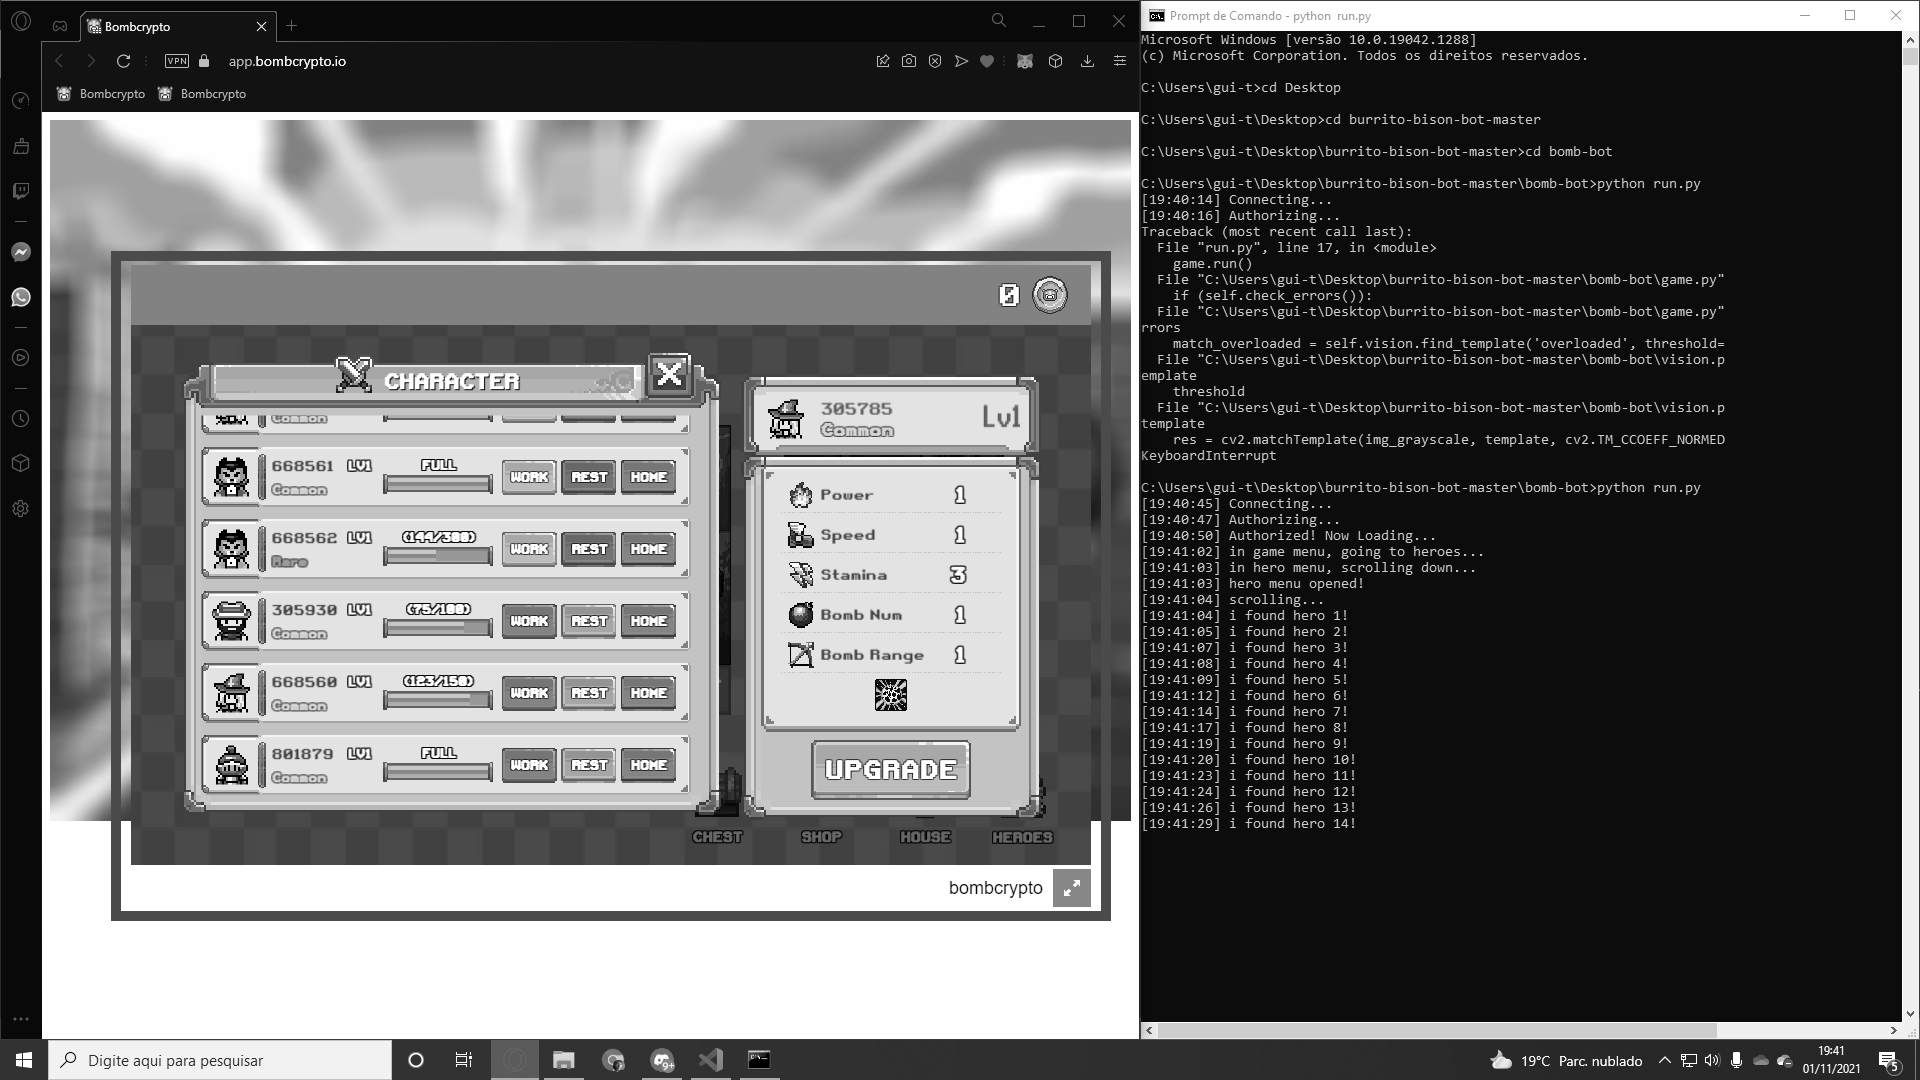 Bombcrypto
VPN
app.bombcrypto.io
Bombcrypto
Bombcrypto
0
CHARACTER
Common
668561 LV1 FULL WORK REST HOME
Common
668562 LV1 (144/300) WORK REST HOME
Rare
305930 LV1 (75/100) WORK REST HOME
Common
668560 LV1 (123/150) WORK REST HOME
Common
801879 LV1 FULL WORK REST HOME
Common
305785
Common
Lv1
Power 1
Speed 1
Stamina 3
Bomb Num 1
Bomb Range 1
UPGRADE
CHEST SHOP HOUSE HEROES
bombcrypto
Prompt de Comando - python run.py
Microsoft Windows [versão 10.0.19042.1288]
(c) Microsoft Corporation. Todos os direitos reservados.
C:\Users\gui-t>cd Desktop
C:\Users\gui-t\Desktop>cd burrito-bison-bot-master
C:\Users\gui-t\Desktop\burrito-bison-bot-master>cd bomb-bot
C:\Users\gui-t\Desktop\burrito-bison-bot-master\bomb-bot>python run.py
[19:40:14] Connecting...
[19:40:16] Authorizing...
Traceback (most recent call last):
File "run.py", line 17, in <module>
game.run()
File "C:\Users\gui-t\Desktop\burrito-bison-bot-master\bomb-bot\game.py"
if (self.check_errors()):
File "C:\Users\gui-t\Desktop\burrito-bison-bot-master\bomb-bot\game.py"
rrors
match_overloaded = self.vision.find_template('overloaded', threshold=
File "C:\Users\gui-t\Desktop\burrito-bison-bot-master\bomb-bot\vision.p
emplate
threshold
File "C:\Users\gui-t\Desktop\burrito-bison-bot-master\bomb-bot\vision.p
template
res = cv2.matchTemplate(img_grayscale, template, cv2.TM_CCOEFF_NORMED
KeyboardInterrupt
C:\Users\gui-t\Desktop\burrito-bison-bot-master\bomb-bot>python run.py
[19:40:45] Connecting...
[19:40:47] Authorizing...
[19:40:50] Authorized! Now Loading...
[19:41:02] in game menu, going to heroes...
[19:41:03] in hero menu, scrolling down...
[19:41:03] hero menu opened!
[19:41:04] scrolling...
[19:41:04] i found hero 1!
[19:41:05] i found hero 2!
[19:41:07] i found hero 3!
[19:41:08] i found hero 4!
[19:41:09] i found hero 5!
[19:41:12] i found hero 6!
[19:41:14] i found hero 7!
[19:41:17] i found hero 8!
[19:41:19] i found hero 9!
[19:41:20] i found hero 10!
[19:41:23] i found hero 11!
[19:41:24] i found hero 12!
[19:41:26] i found hero 13!
[19:41:29] i found hero 14!
Digite aqui para pesquisar
9+
19°C Parc. nublado
19:41
01/11/2021
5